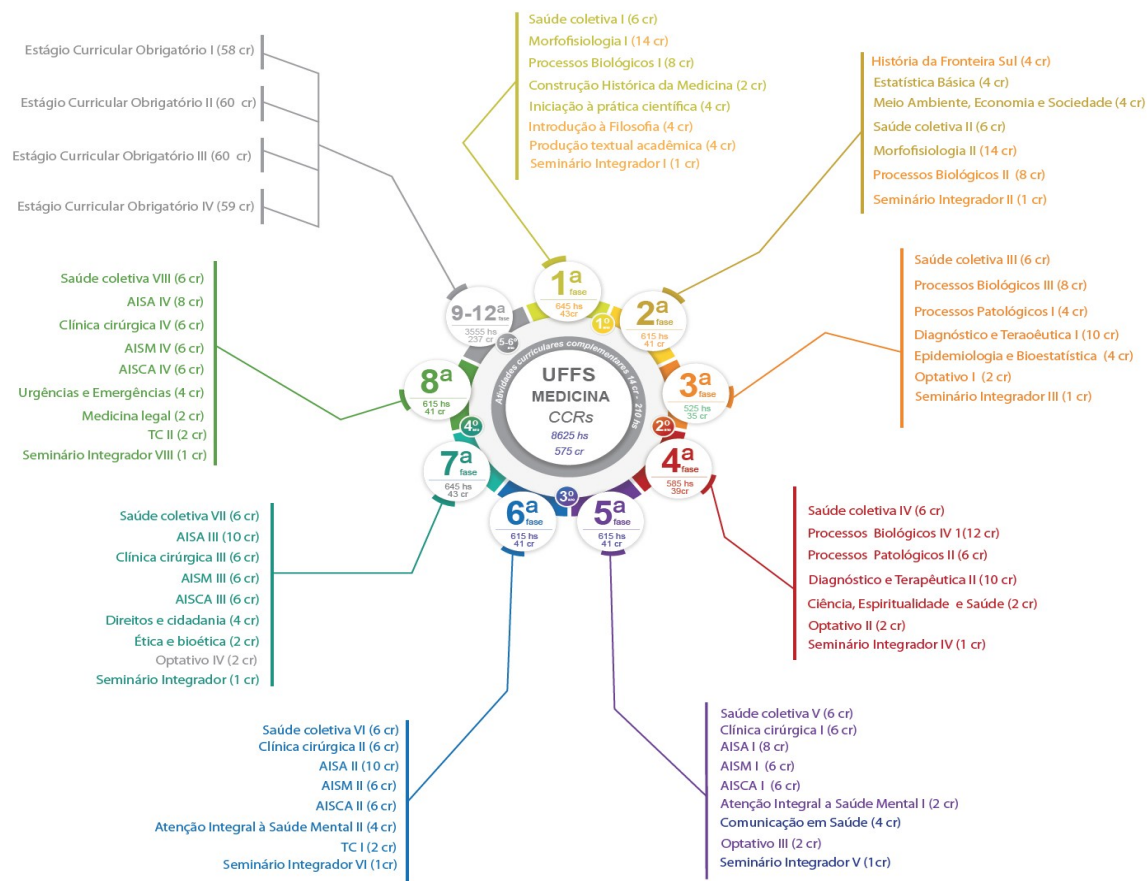 Estágio Curricular Obrigatório I (58 cr)
Estágio Curricular Obrigatório II (60 cr)
Estágio Curricular Obrigatório III (60 cr)
Estágio Curricular Obrigatório IV (59 cr)
Saúde coletiva I (6 cr)
Morfofisiologia I (14 cr)
Processos Biológicos I (8 cr)
Construção Histórica da Medicina (2 cr)
Iniciação à prática científica (4 cr)
Introdução à Filosofia (4 cr)
Produção textual acadêmica (4 cr)
Seminário Integrador I (1 cr)
História da Fronteira Sul (4 cr)
Estatística Básica (4 cr)
Meio Ambiente, Economia e Sociedade (4 cr)
Saúde coletiva II (6 cr)
Morfofisiologia II (14 cr)
Processos Biológicos II (8 cr)
Seminário Integrador II (1 cr)
Saúde coletiva III (6 cr)
Processos Biológicos III (8 cr)
Processos Patológicos I (4 cr)
Diagnóstico e Teraoêutica I (10 cr)
Epidemiologia e Bioestatística (4 cr)
Optativo I (2 cr)
Seminário Integrador III (1 cr)
Saúde coletiva IV (6 cr)
Processos Biológicos IV 1(12 cr)
Processos Patológicos II (6 cr)
Diagnóstico e Terapêutica II (10 cr)
Ciência, Espiritualidade e Saúde (2 cr)
Optativo II (2 cr)
Seminário Integrador IV (1 cr)
Saúde coletiva V (6 cr)
Clínica cirúrgica I (6 cr)
AISA I (8 cr)
AISM I (6 cr)
AISCA I (6 cr)
Atenção Integral a Saúde Mental I (2 cr)
Comunicação em Saúde (4 cr)
Optativo III (2 cr)
Seminário Integrador V (1cr)
Saúde coletiva VI (6 cr)
Clínica cirúrgica II (6 cr)
AISA II (10 cr)
AISM II (6 cr)
AISCA II (6 cr)
Atenção Integral à Saúde Mental II (4 cr)
TC I (2 cr)
Seminário Integrador VI (1cr)
Saúde coletiva VII (6 cr)
AISA III (10 cr)
Clínica cirúrgica III (6 cr)
AISM III (6 cr)
AISCA III (6 cr)
Direitos e cidadania (4 cr)
Ética e bioética (2 cr)
Optativo IV (2 cr)
Seminário Integrador (1 cr)
Saúde coletiva VIII (6 cr)
AISA IV (8 cr)
Clínica cirúrgica IV (6 cr)
AISM IV (6 cr)
AISCA IV (6 cr)
Urgências e Emergências (4 cr)
Medicina legal (2 cr)
TC II (2 cr)
Seminário Integrador VIII (1 cr)
1ª fase
645 hs
43cr
2ª fase
615 hs
41 cr
3ª fase
525 hs
35 cr
4ª fase
585 hs
39cr
5ª fase
615 hs
41 cr
6ª fase
615 hs
41 cr
7ª fase
645 hs
43 cr
8ª fase
615 hs
41 cr
9-12ª fase
3555 hs
237 cr
1º
2º
3º
4º
5-6º
Atividades curriculares complementares 14 cr - 210 hs
UFFS
MEDICINA
CCRs
8625 hs
575 cr